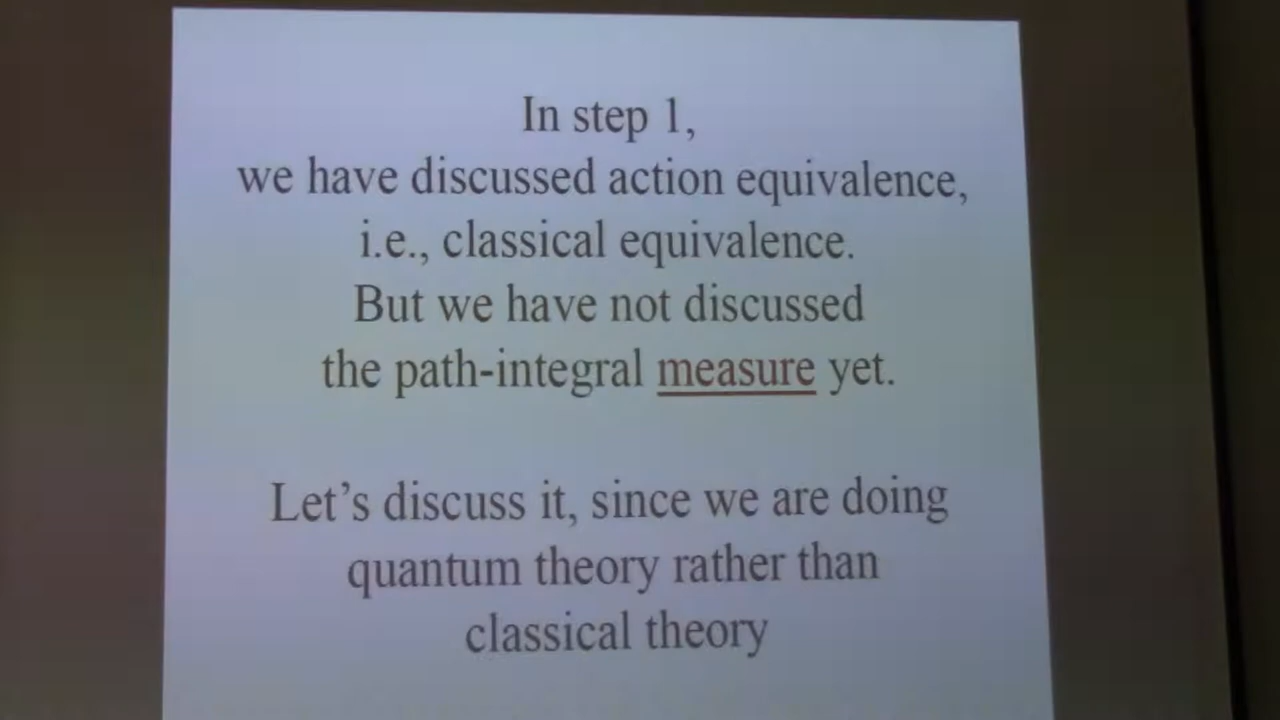 In step 1,
we have discussed action equivalence,
i.e., classical equivalence.
But we have not discussed
the path-integral measure yet.
Let’s discuss it, since we are doing
quantum theory rather than
classical theory